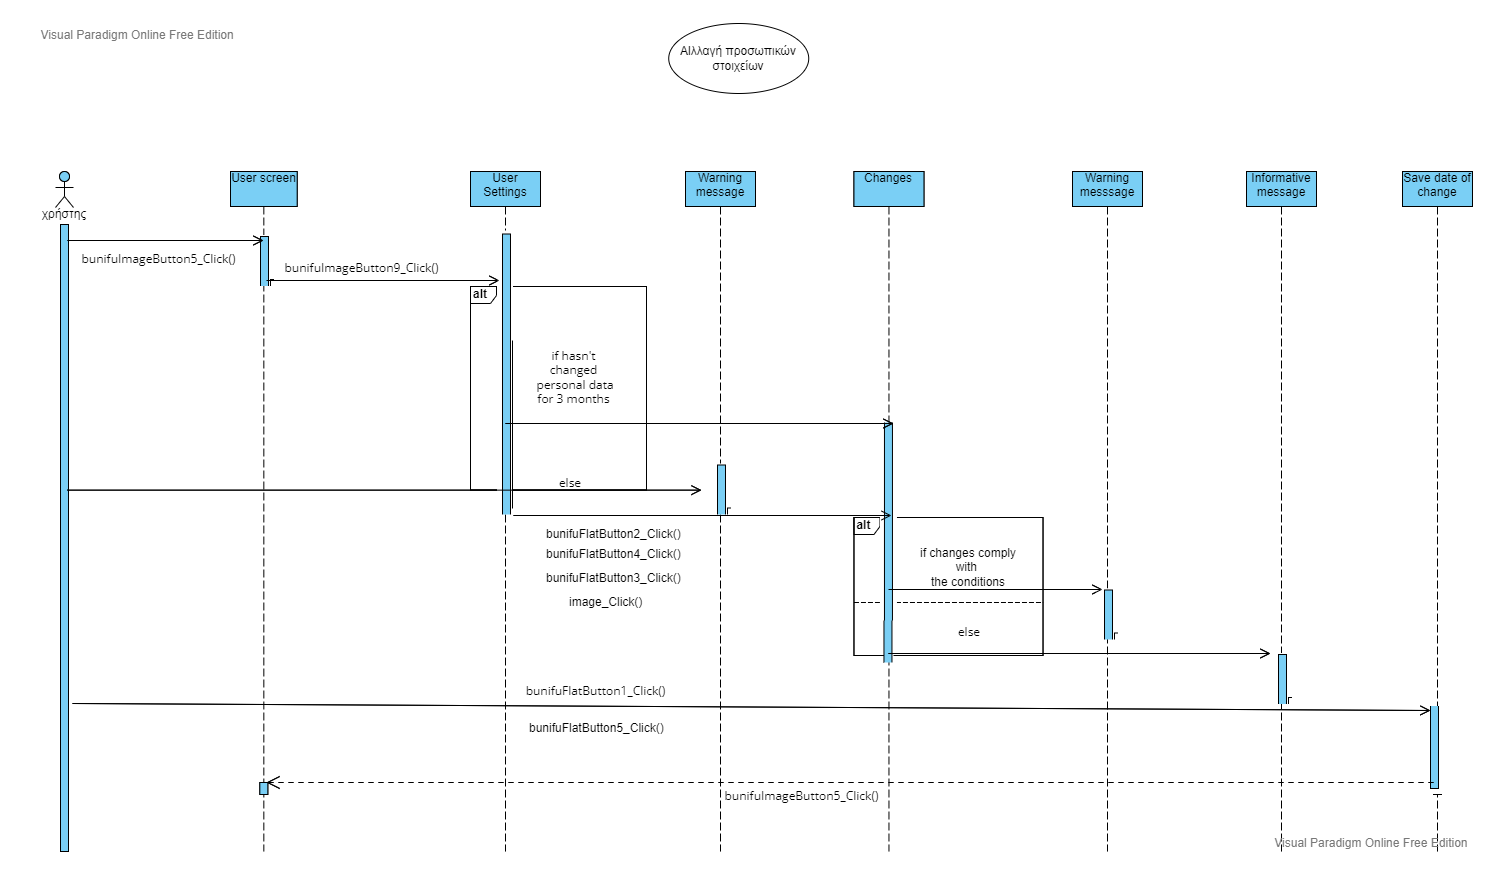 Visual Paradigm Online Free Edition
Αλλαγή προσωπικών
στοιχείων
χρήστης
User screen
User
Settings
Warning
message
Changes
Warning
messsage
Informative
message
Save date of
change
bunifuImageButton5_Click()
bunifuImageButton9_Click()
alt
if hasn't
changed
personal data
for 3 months
else
bunifuFlatButton2_Click()
bunifuFlatButton4_Click()
bunifuFlatButton3_Click()
image_Click()
alt
if changes comply
with
the conditions
else
bunifuFlatButton1_Click()
bunifuFlatButton5_Click()
bunifuImageButton5_Click()
Visual Paradigm Online Free Edition